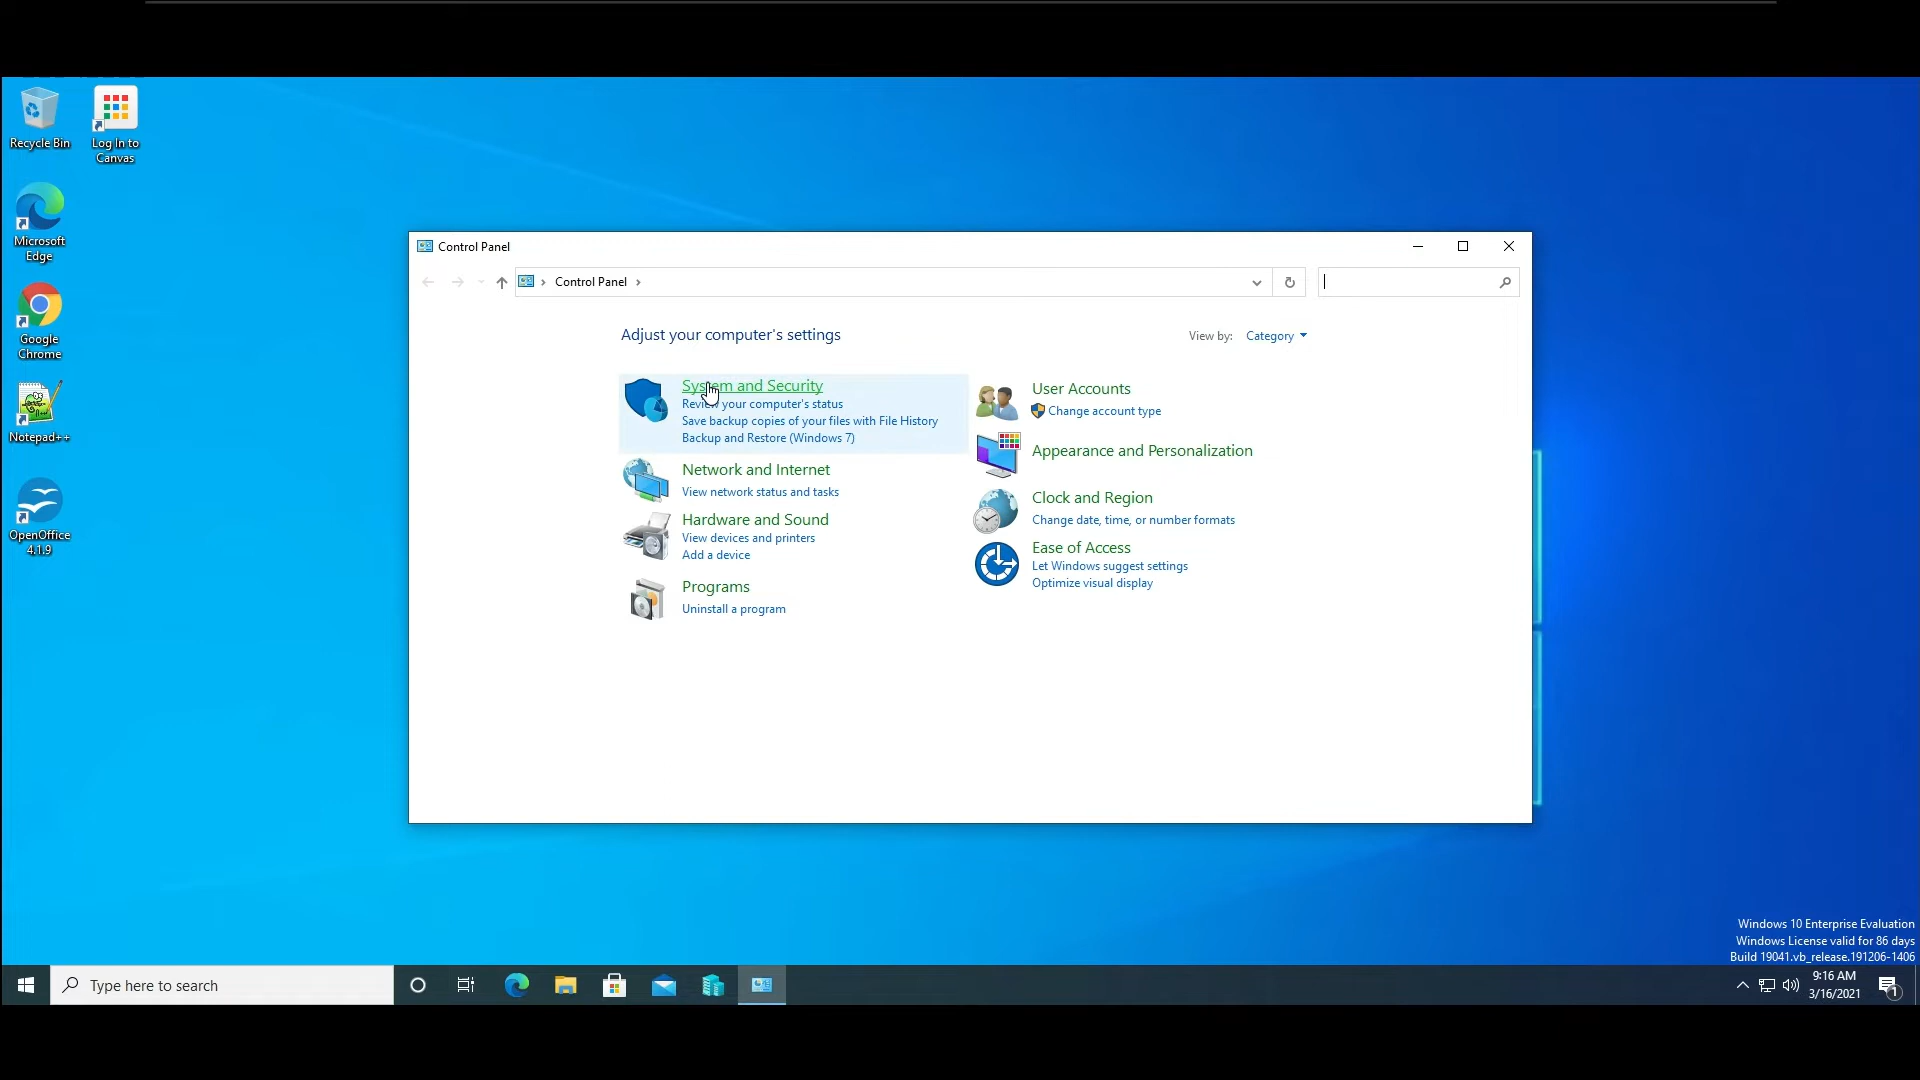 Recycle Bin
Log In to
Canvas
Microsoft
Edge
Google
Chrome
Notepad++
OpenOffice
4.1.9
Control Panel
Control Panel
Adjust your computer's settings
View by: Category
System and Security
Review your computer's status
Save backup copies of your files with File History
Backup and Restore (Windows 7)
Network and Internet
View network status and tasks
Hardware and Sound
View devices and printers
Add a device
Programs
Uninstall a program
User Accounts
Change account type
Appearance and Personalization
Clock and Region
Change date, time, or number formats
Ease of Access
Let Windows suggest settings
Optimize visual display
Windows 10 Enterprise Evaluation
Windows License valid for 86 days
Build 19041.vb_release.191206-1406
Type here to search
9:16 AM
3/16/2021
1